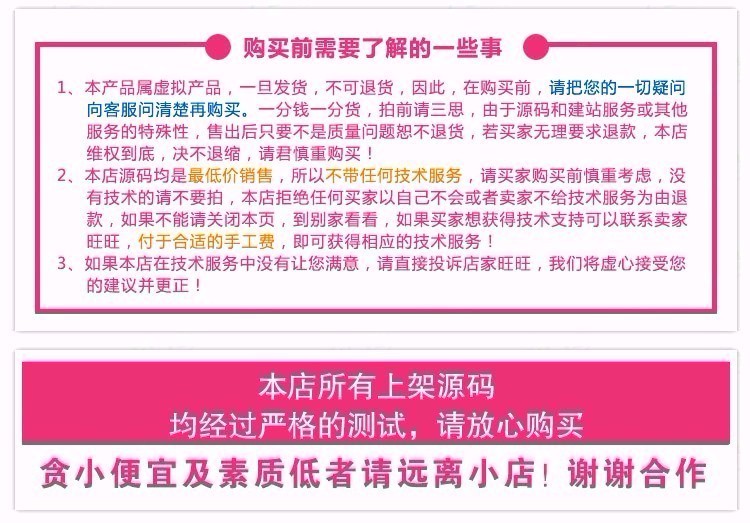 购买前需要了解的一些事
1、本产品属虚拟产品，一旦发货，不可退货，因此，在购买前，请把您的一切疑问
向客服问清楚再购买。一分钱一分货，拍前请三思，由于源码和建站服务或其他
服务的特殊性，售出后只要不是质量问题恕不退货，若买家无理要求退款，本店
维权到底，决不退缩，请君慎重购买！
2、本店源码均是最低价销售，所以不带任何技术服务，请买家购买前慎重考虑，没
有技术的请不要拍，本店拒绝任何买家以自己不会或者卖家不给技术服务为由退
款，如果不能请关闭本页，到别家看看，如果买家想获得技术支持可以联系卖家
旺旺，付于合适的手工费，即可获得相应的技术服务！
3、如果本店在技术服务中没有让您满意，请直接投诉店家旺旺，我们将虚心接受您
的建议并更正！
本店所有上架源码
均经过严格的测试，请放心购买
贪小便宜及素质低者请远离小店！谢谢合作